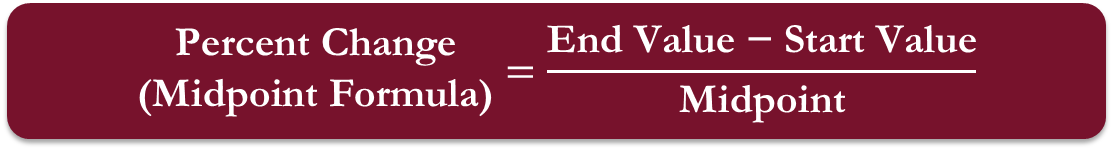 Percent Change
(Midpoint Formula)
=
End Value − Start Value
Midpoint